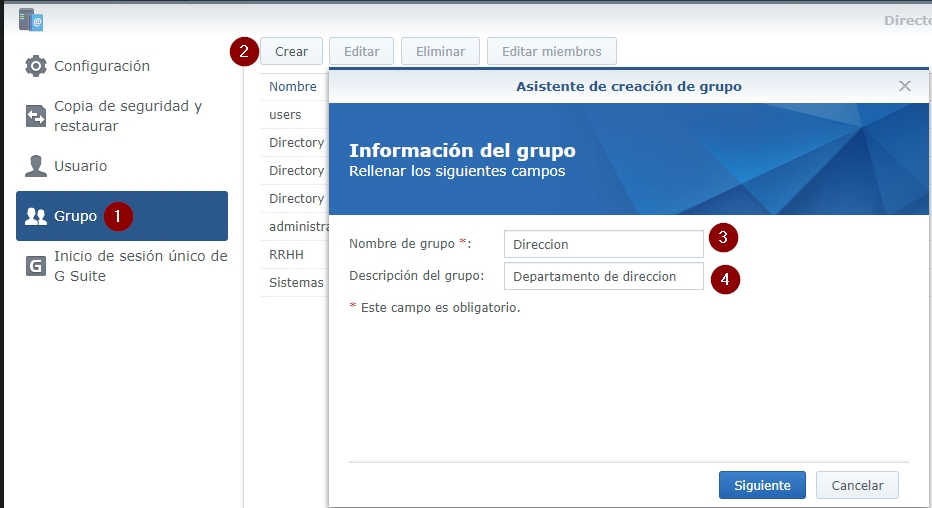 Configuración
Copia de seguridad y
restaurar
Usuario
Grupo 1
Inicio de sesión único de
G Suite
2 Crear Editar Eliminar Editar miembros
Nombre
users
Directory
Directory
Directory
RRHH
Sistemas
Asistente de creación de grupo
Información del grupo
Rellenar los siguientes campos
Nombre de grupo *: Direccion 3
Descripción del grupo: Departamento de direccion 4
* Este campo es obligatorio.
Siguiente Cancelar